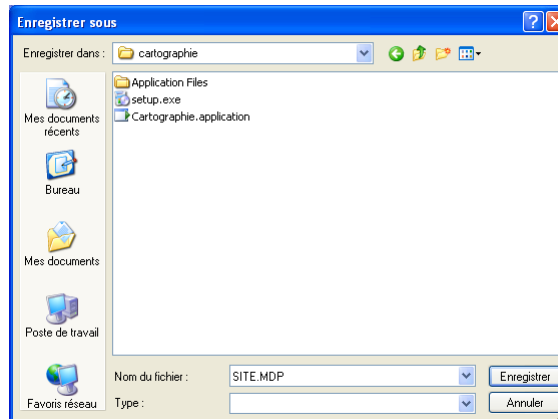 Enregistrer sous
Enregistrer dans :
cartographie
Mes documents
récents
Bureau
Mes documents
Poste de travail
Favoris réseau
Application Files
setup.exe
Cartographie.application
Nom du fichier :
SITE.MDP
Enregistrer
Type :
Annuler